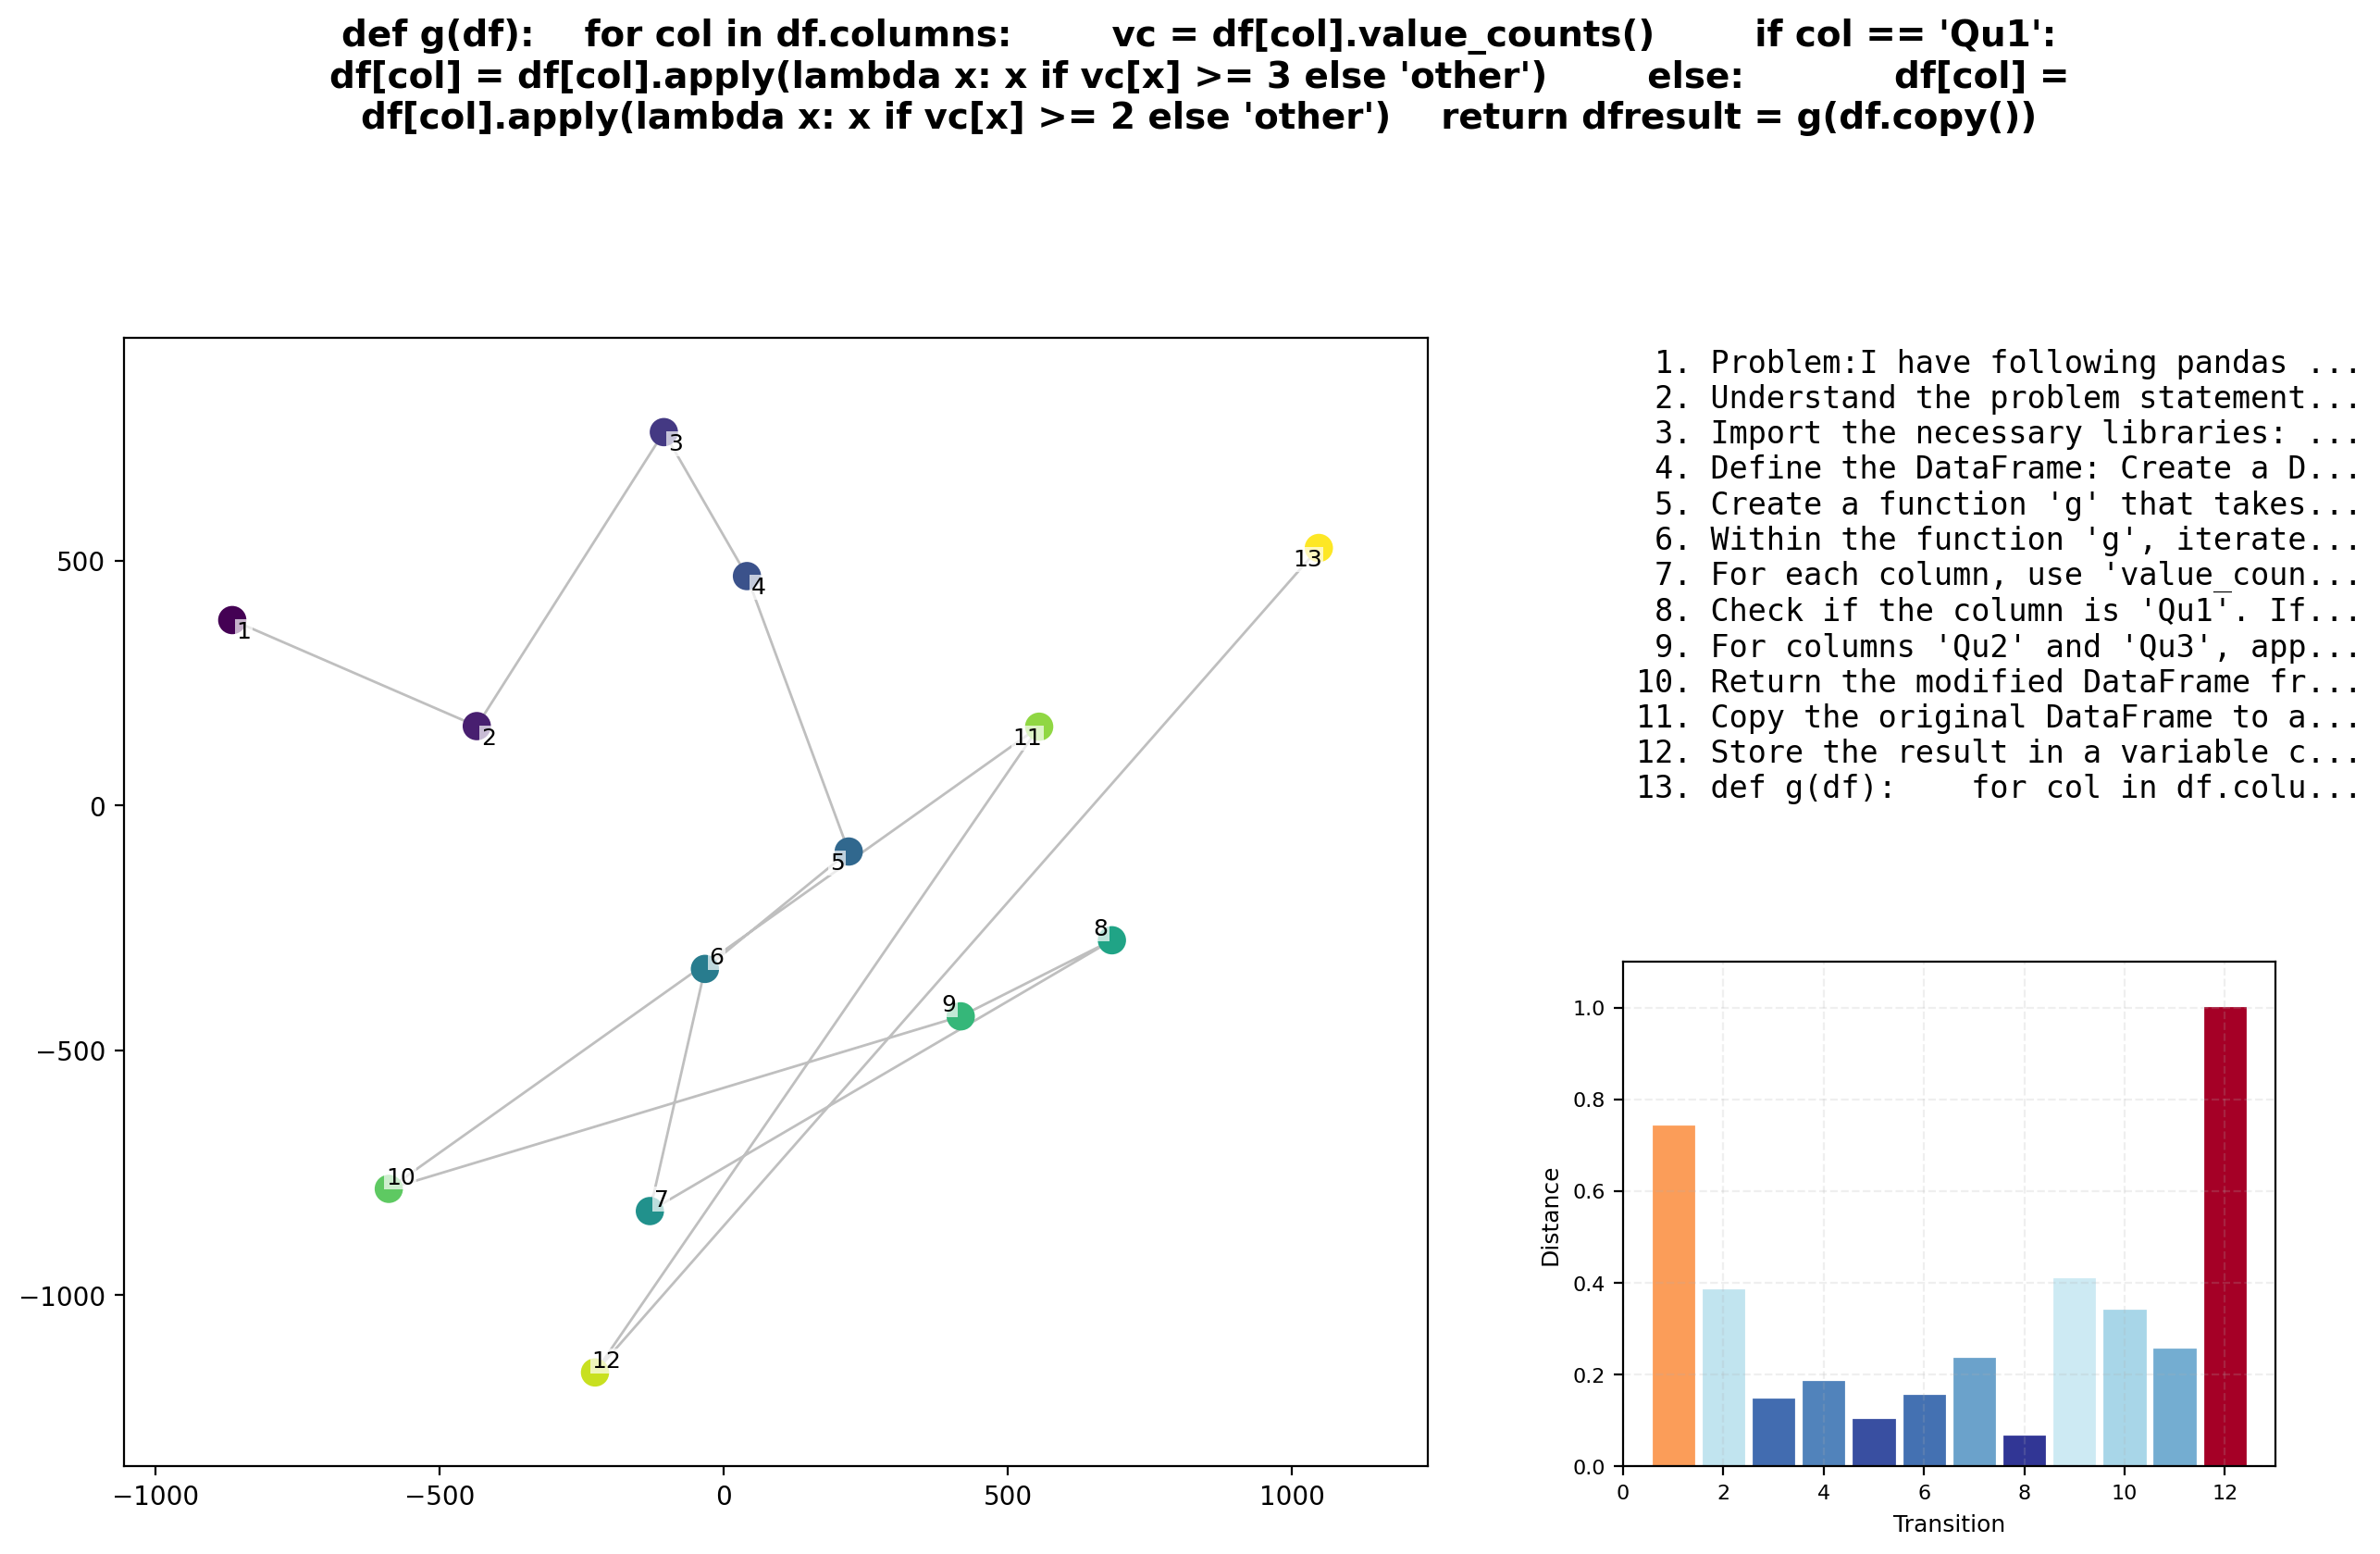 def g(df):    for col in df.columns:        vc = df[col].value_counts()        if col == 'Qu1':
df[col] = df[col].apply(lambda x: x if vc[x] >= 3 else 'other')        else:            df[col] =
df[col].apply(lambda x: x if vc[x] >= 2 else 'other')    return dfresult = g(df.copy())
1. Problem:I have following pandas ...
2. Understand the problem statement...
3. Import the necessary libraries: ...
4. Define the DataFrame: Create a D...
5. Create a function 'g' that takes...
6. Within the function 'g', iterate...
7. For each column, use 'value_coun...
8. Check if the column is 'Qu1'. If...
9. For columns 'Qu2' and 'Qu3', app...
10. Return the modified DataFrame fr...
11. Copy the original DataFrame to a...
12. Store the result in a variable c...
13. def g(df):    for col in df.colu...
500
0
−500
−1000
−1000
−500
0
500
1000
1
2
3
4
5
6
7
8
9
10
11
12
13
1.0
0.8
0.6
0.4
0.2
0.0
Distance
0
2
4
6
8
10
12
Transition